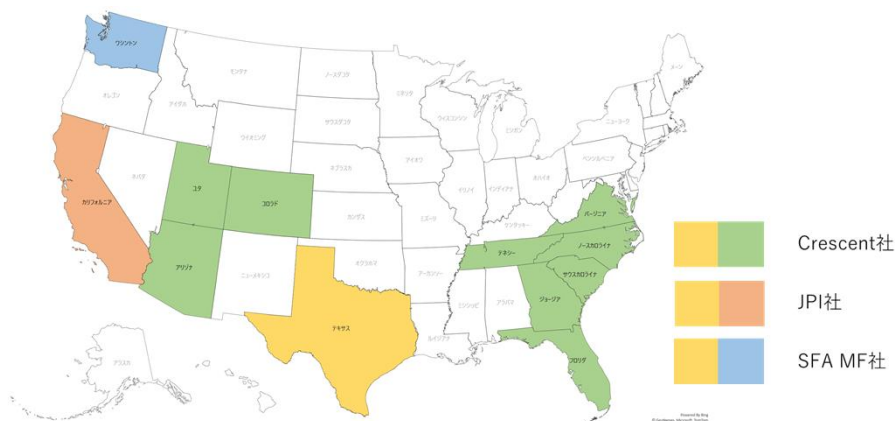 ワシントン
モンタナ
ノースダコタ
ミネソタ
メーン
オレゴン
アイダホ
サウスダコタ
ウィスコンシン
ミシガン
ニューヨーク
ワイオミング
ネバダ
ユタ
コロラド
ネブラスカ
アイオワ
イリノイ
インディアナ
オハイオ
ペンシルベニア
カリフォルニア
カンザス
ミズーリ
ケンタッキー
バージニア
アリゾナ
ニューメキシコ
オクラホマ
アーカンソー
テネシー
ノースカロライナ
サウスカロライナ
テキサス
ルイジアナ
ミシシッピ
アラバマ
ジョージア
フロリダ
アラスカ
Crescent社
JPI社
SFA MF社
Powered by Bing